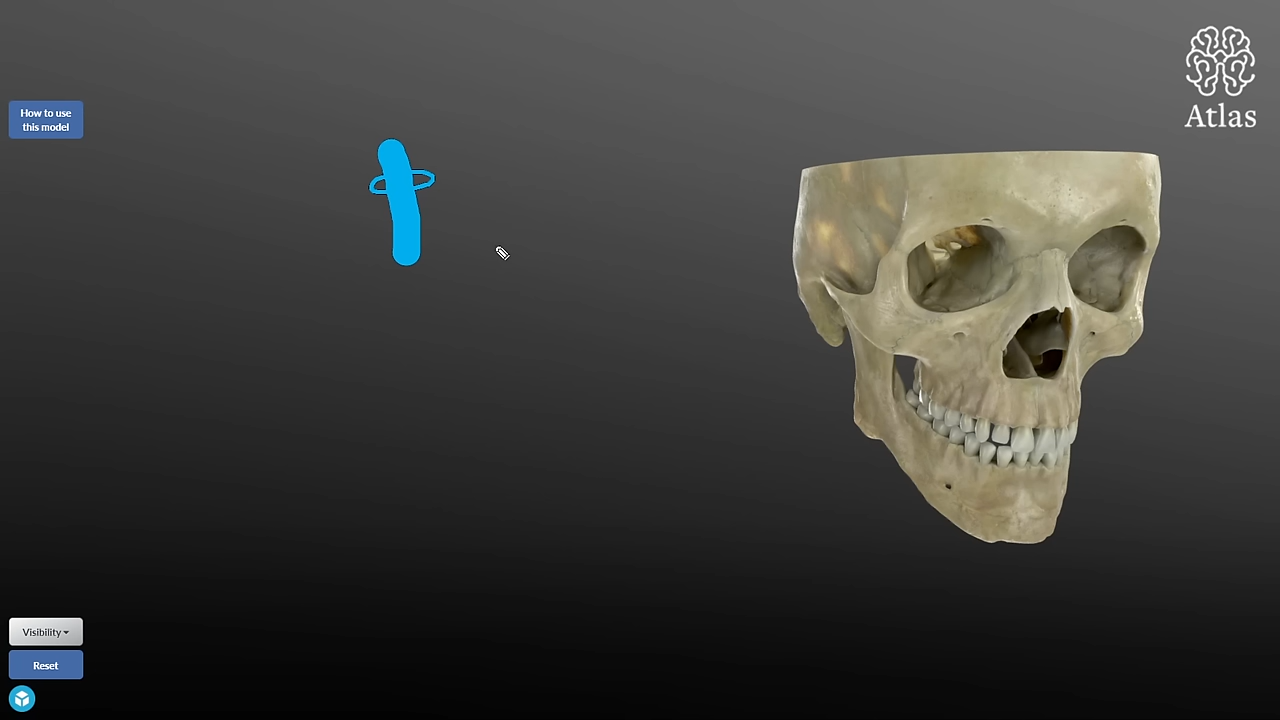 Atlas
How to use
this model
Visibility
Reset